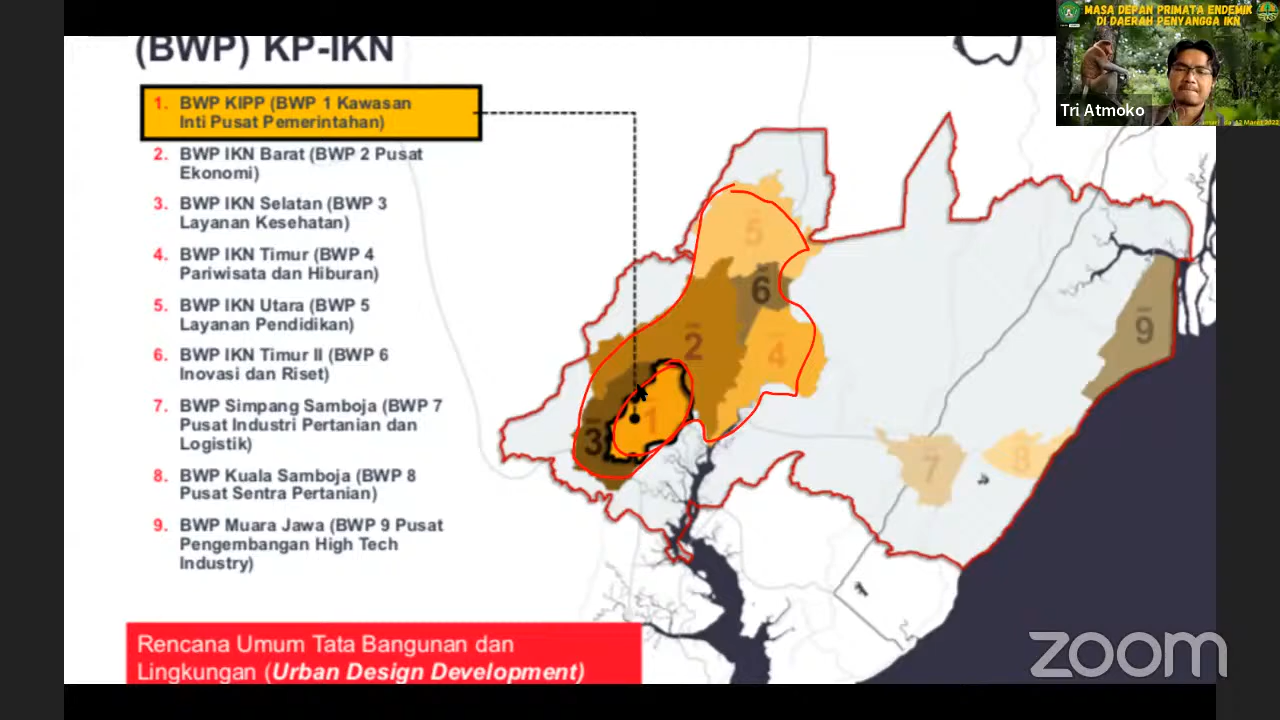 (BWP) KP-IKN
1. BWP KIPP (BWP 1 Kawasan
Inti Pusat Pemerintahan)
2. BWP IKN Barat (BWP 2 Pusat
Ekonomi)
3. BWP IKN Selatan (BWP 3
Layanan Kesehatan)
4. BWP IKN Timur (BWP 4
Pariwisata dan Hiburan)
5. BWP IKN Utara (BWP 5
Layanan Pendidikan)
6. BWP IKN Timur II (BWP 6
Inovasi dan Riset)
7. BWP Simpang Samboja (BWP 7
Pusat Industri Pertanian dan
Logistik)
8. BWP Kuala Samboja (BWP 8
Pusat Sentra Pertanian)
9. BWP Muara Jawa (BWP 9 Pusat
Pengembangan High Tech
Industry)
Rencana Umum Tata Bangunan dan
Lingkungan (Urban Design Development)
5
6
2
4
1
3
7
8
9
MASA DEPAN PRIMATA ENDEMIK
DI DAERAH PENYANGGA IKN
Tri Atmoko
12 Maret 2022
zoom